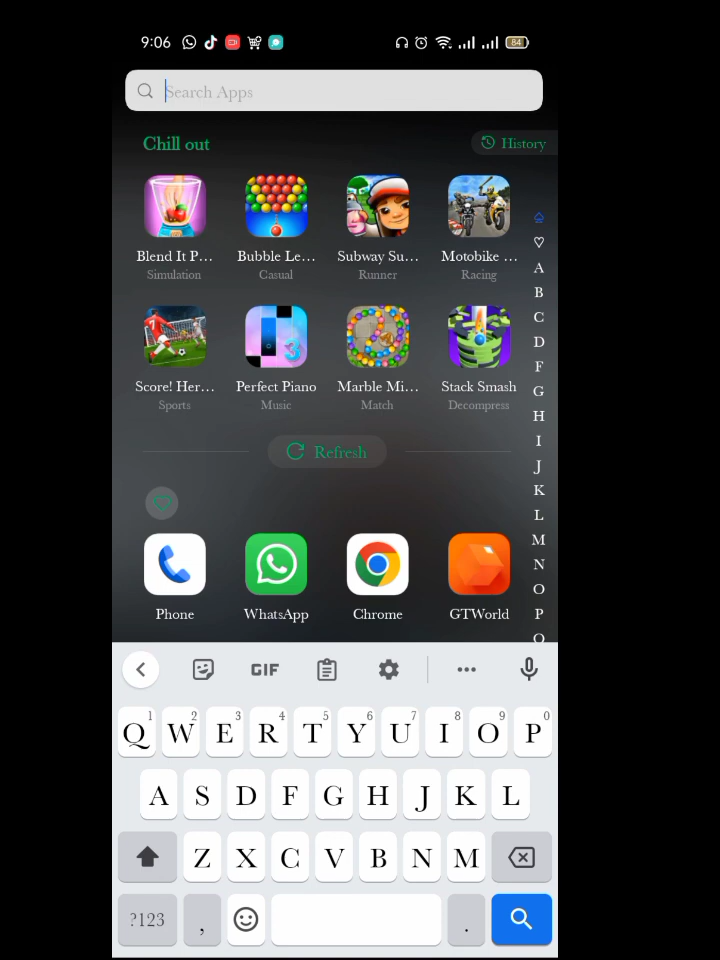 9:06
84
Search Apps
Chill out
History
Blend It P...
Bubble Le...
Subway Su...
Motobike ...
Simulation
Casual
Runner
Racing
Score! Her...
Perfect Piano
Marble Mi...
Stack Smash
Sports
Music
Match
Decompress
Refresh
Phone
WhatsApp
Chrome
GTWorld
A
B
C
D
F
G
H
I
J
K
L
M
N
O
P
Q
GIF
1 2 3 4 5 6 7 8 9 0
Q W E R T Y U I O P
A S D F G H J K L
Z X C V B N M
?123 , .